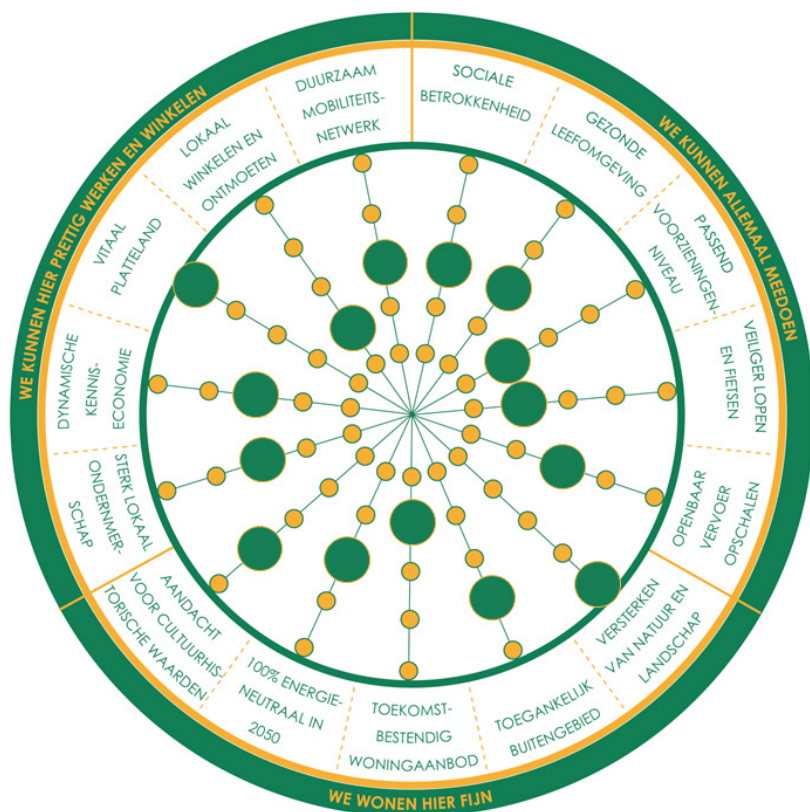 WE KUNNEN ALLEMAAL MEEDOEN
SOCIALE
BETROKKENHEID
GEZONDE
LEEFOMGEVING
PASSEND
VOORZIENINGEN-
NIVEAU
VEILIGER LOPEN
EN FIETSEN
OPENBAAR
VERVOER
OPSCHALEN
WE WONEN HIER FIJN
VERSTERKEN
VAN NATUUR EN
LANDSCHAP
TOEGANKELIJK
BUITENGEBIED
TOEKOMST-
BESTENDIG
WONINGAANBOD
100% ENERGIE-
NEUTRAAL IN
2050
AANDACHT
VOOR CULTUURHIS-
TORISCHE WAARDEN
WE KUNNEN HIER PRETTIG WERKEN EN WINKELEN
STERK LOKAAL
ONDERNMER-
SCHAP
DYNAMISCHE
KENNIS-
ECONOMIE
VITAAL
PLATTELAND
LOKAAL
WINKELEN EN
ONTMOETEN
DUURZAAM
MOBILITEITS-
NETWERK